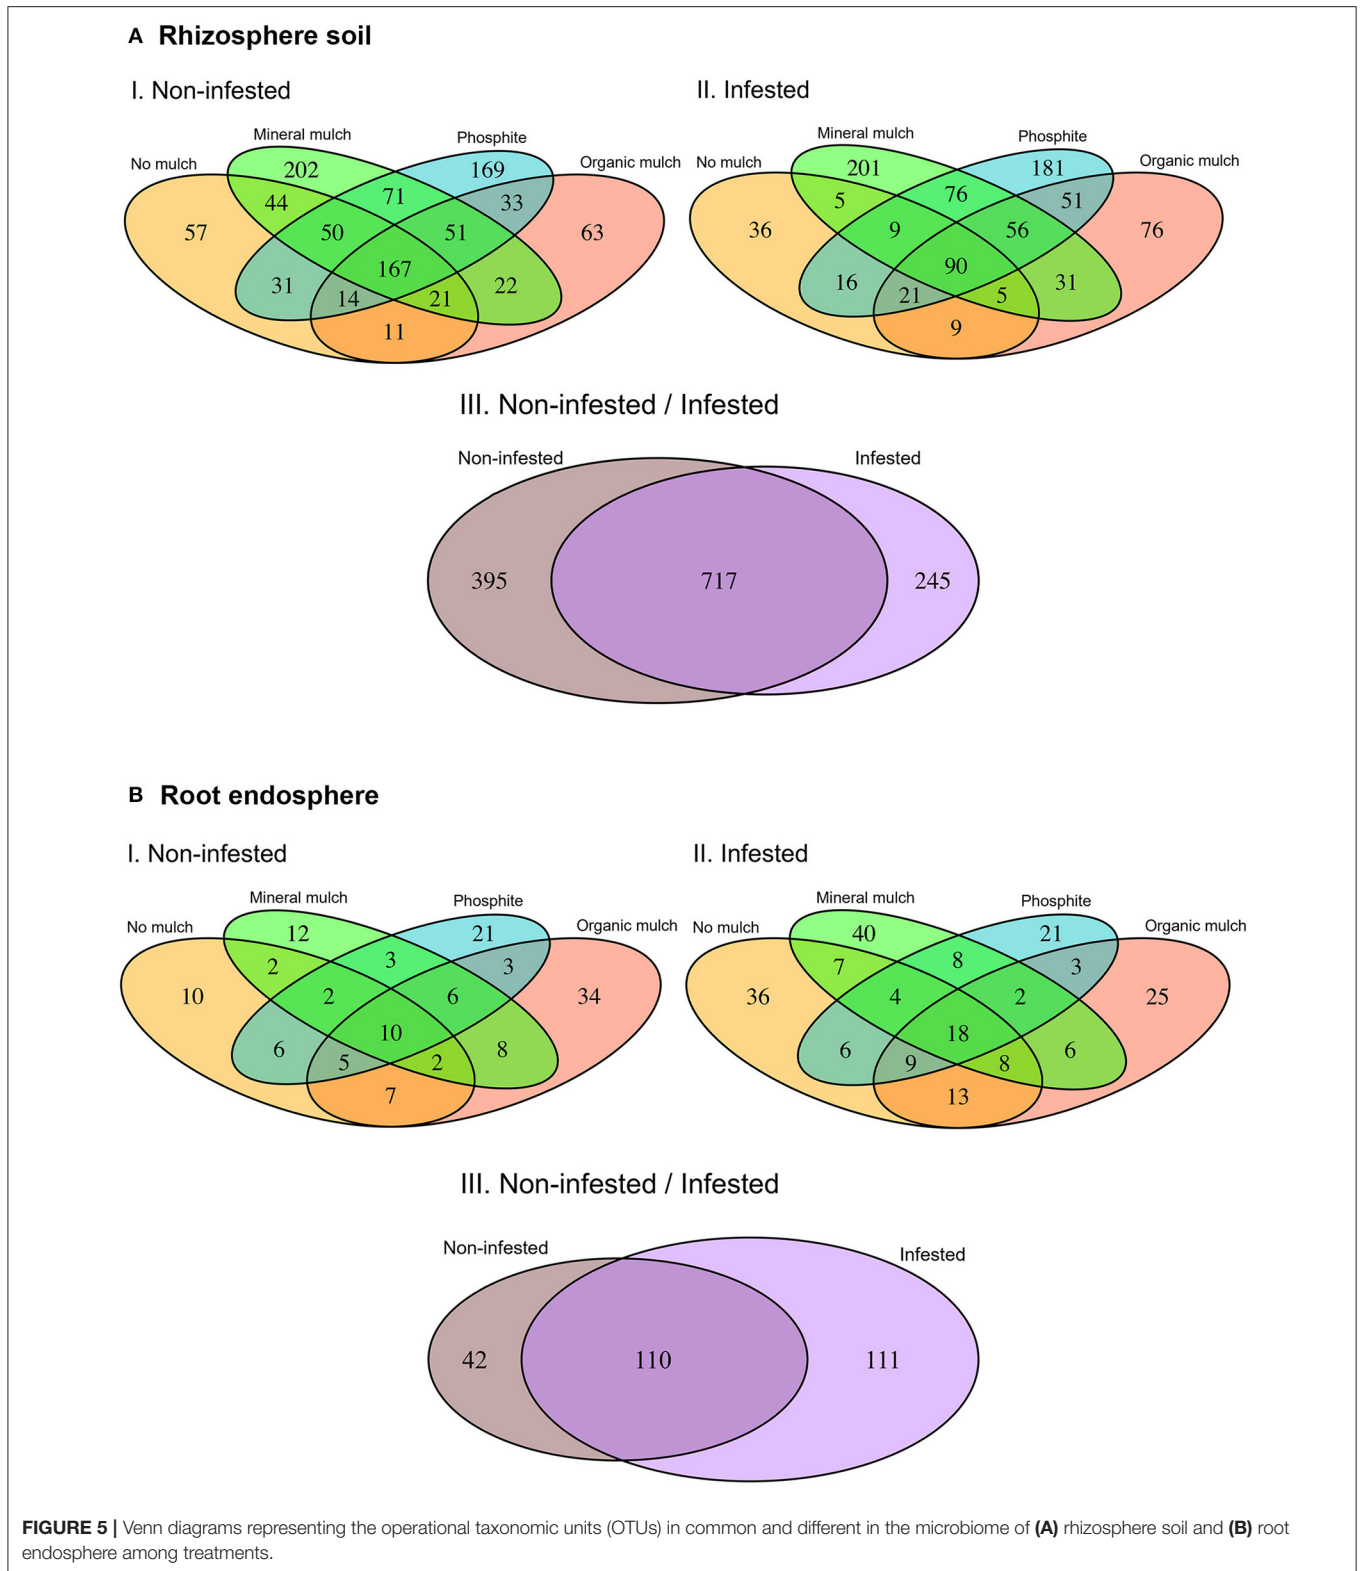 A Rhizosphere soil
I. Non-infested
II. Infested
Mineral mulch
Phosphite
No mulch
Organic mulch
202
169
44
71
33
57
50
51
63
167
31
14
21
22
11
Mineral mulch
Phosphite
No mulch
Organic mulch
201
181
5
76
51
36
9
56
76
90
16
21
5
31
9
III. Non-infested / Infested
Non-infested
Infested
395
717
245
B Root endosphere
I. Non-infested
II. Infested
Mineral mulch
Phosphite
No mulch
Organic mulch
12
21
2
3
3
10
2
6
34
10
6
5
2
8
7
Mineral mulch
Phosphite
No mulch
Organic mulch
40
21
7
8
3
36
4
2
25
18
6
9
8
6
13
III. Non-infested / Infested
Non-infested
Infested
42
110
111
FIGURE 5 | Venn diagrams representing the operational taxonomic units (OTUs) in common and different in the microbiome of (A) rhizosphere soil and (B) root
endosphere among treatments.